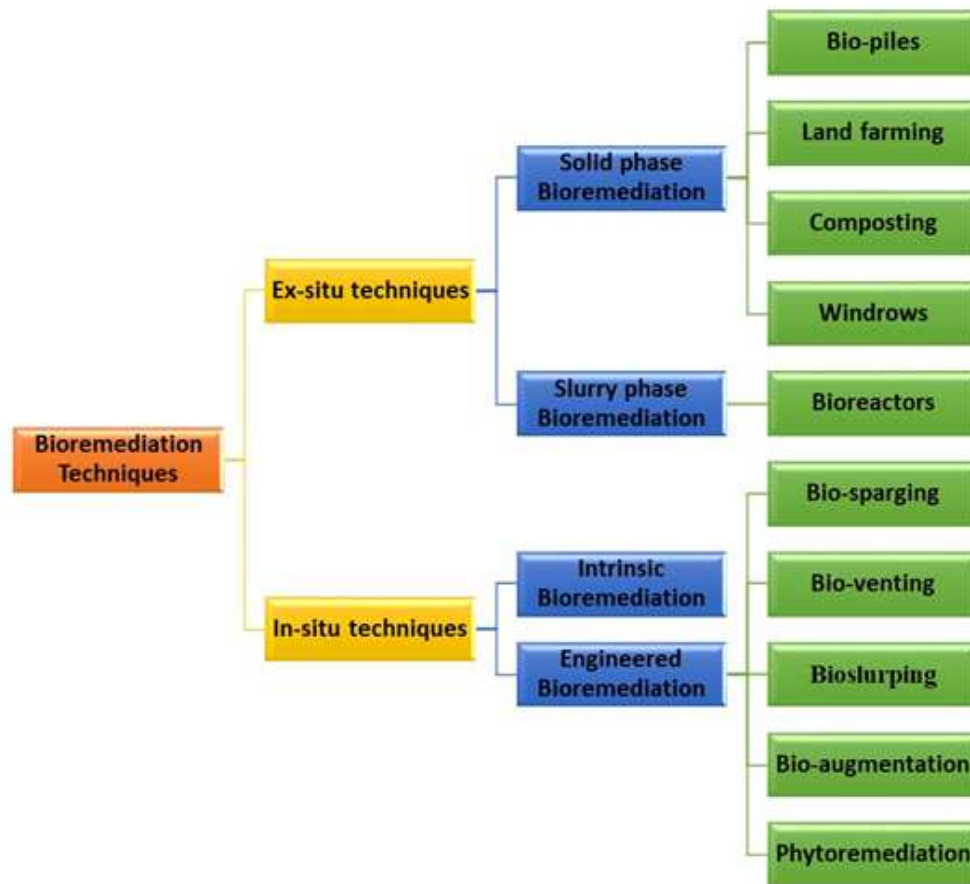 Bioremediation
Techniques
Ex-situ techniques
Solid phase
Bioremediation
Bio-piles
Land farming
Composting
Windrows
Slurry phase
Bioremediation
Bioreactors
In-situ techniques
Intrinsic
Bioremediation
Engineered
Bioremediation
Bio-sparging
Bio-venting
Bioslurping
Bio-augmentation
Phytoremediation